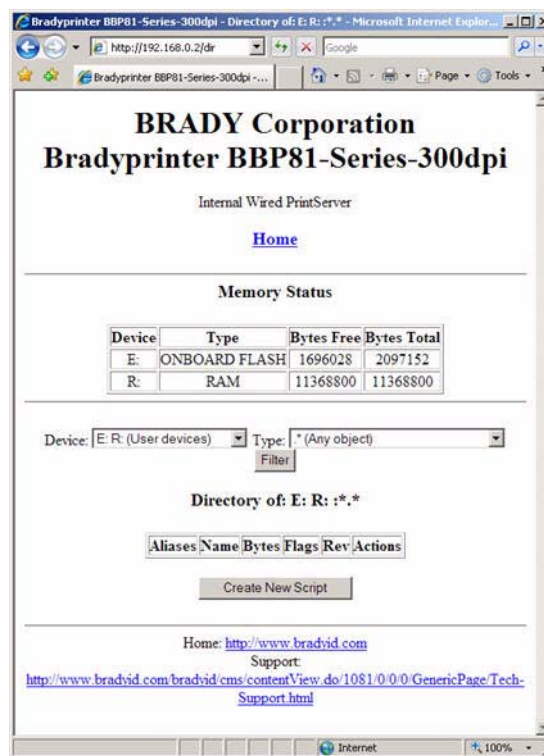 Bradyprinter BBP81-Series-300dpi - Directory of: E: R: :*.* - Microsoft Internet Explor...
http://192.168.0.2/dir
Google
Bradyprinter BBP81-Series-300dpi -...
Page
Tools
BRADY Corporation
Bradyprinter BBP81-Series-300dpi
Internal Wired PrintServer
Home
Memory Status
Device Type Bytes Free Bytes Total
E: ONBOARD FLASH 1696028 2097152
R: RAM 11368800 11368800
Device: E: R: (User devices) Type: .* (Any object)
Filter
Directory of: E: R: :*.*
Aliases Name Bytes Flags Rev Actions
Create New Script
Home: http://www.bradyid.com
Support:
http://www.bradyid.com/bradyid/cms/contentView.do/1081/0/0/0/GenericPage/Tech-
Support.html
Internet
100%